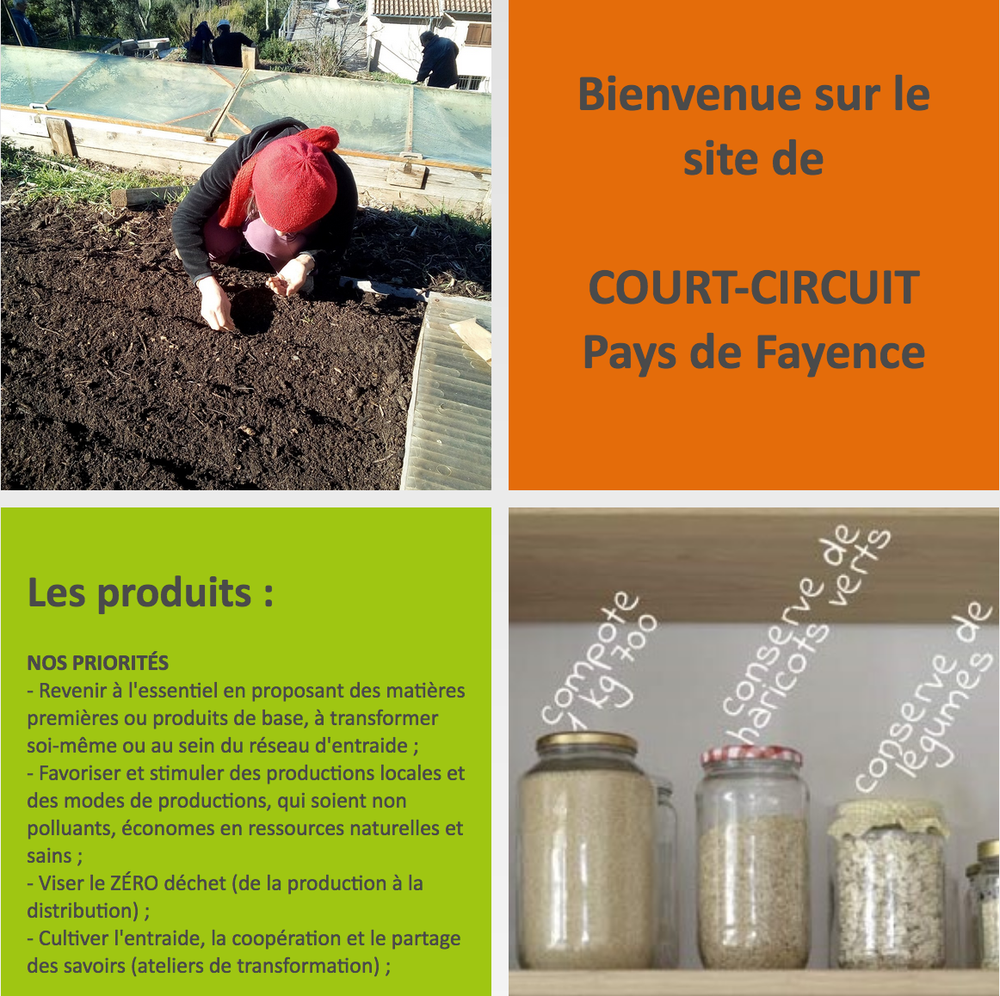 Bienvenue sur le
site de
COURT-CIRCUIT
Pays de Fayence
Les produits :
NOS PRIORITÉS
- Revenir à l'essentiel en proposant des matières
premières ou produits de base, à transformer
soi-même ou au sein du réseau d'entraide ;
- Favoriser et stimuler des productions locales et
des modes de productions, qui soient non
polluants, économes en ressources naturelles et
sains ;
- Viser le ZÉRO déchet (de la production à la
distribution) ;
- Cultiver l'entraide, la coopération et le partage
des savoirs (ateliers de transformation) ;
compote
1 kg 700
conserve de
haricots verts
conserve de
légumes